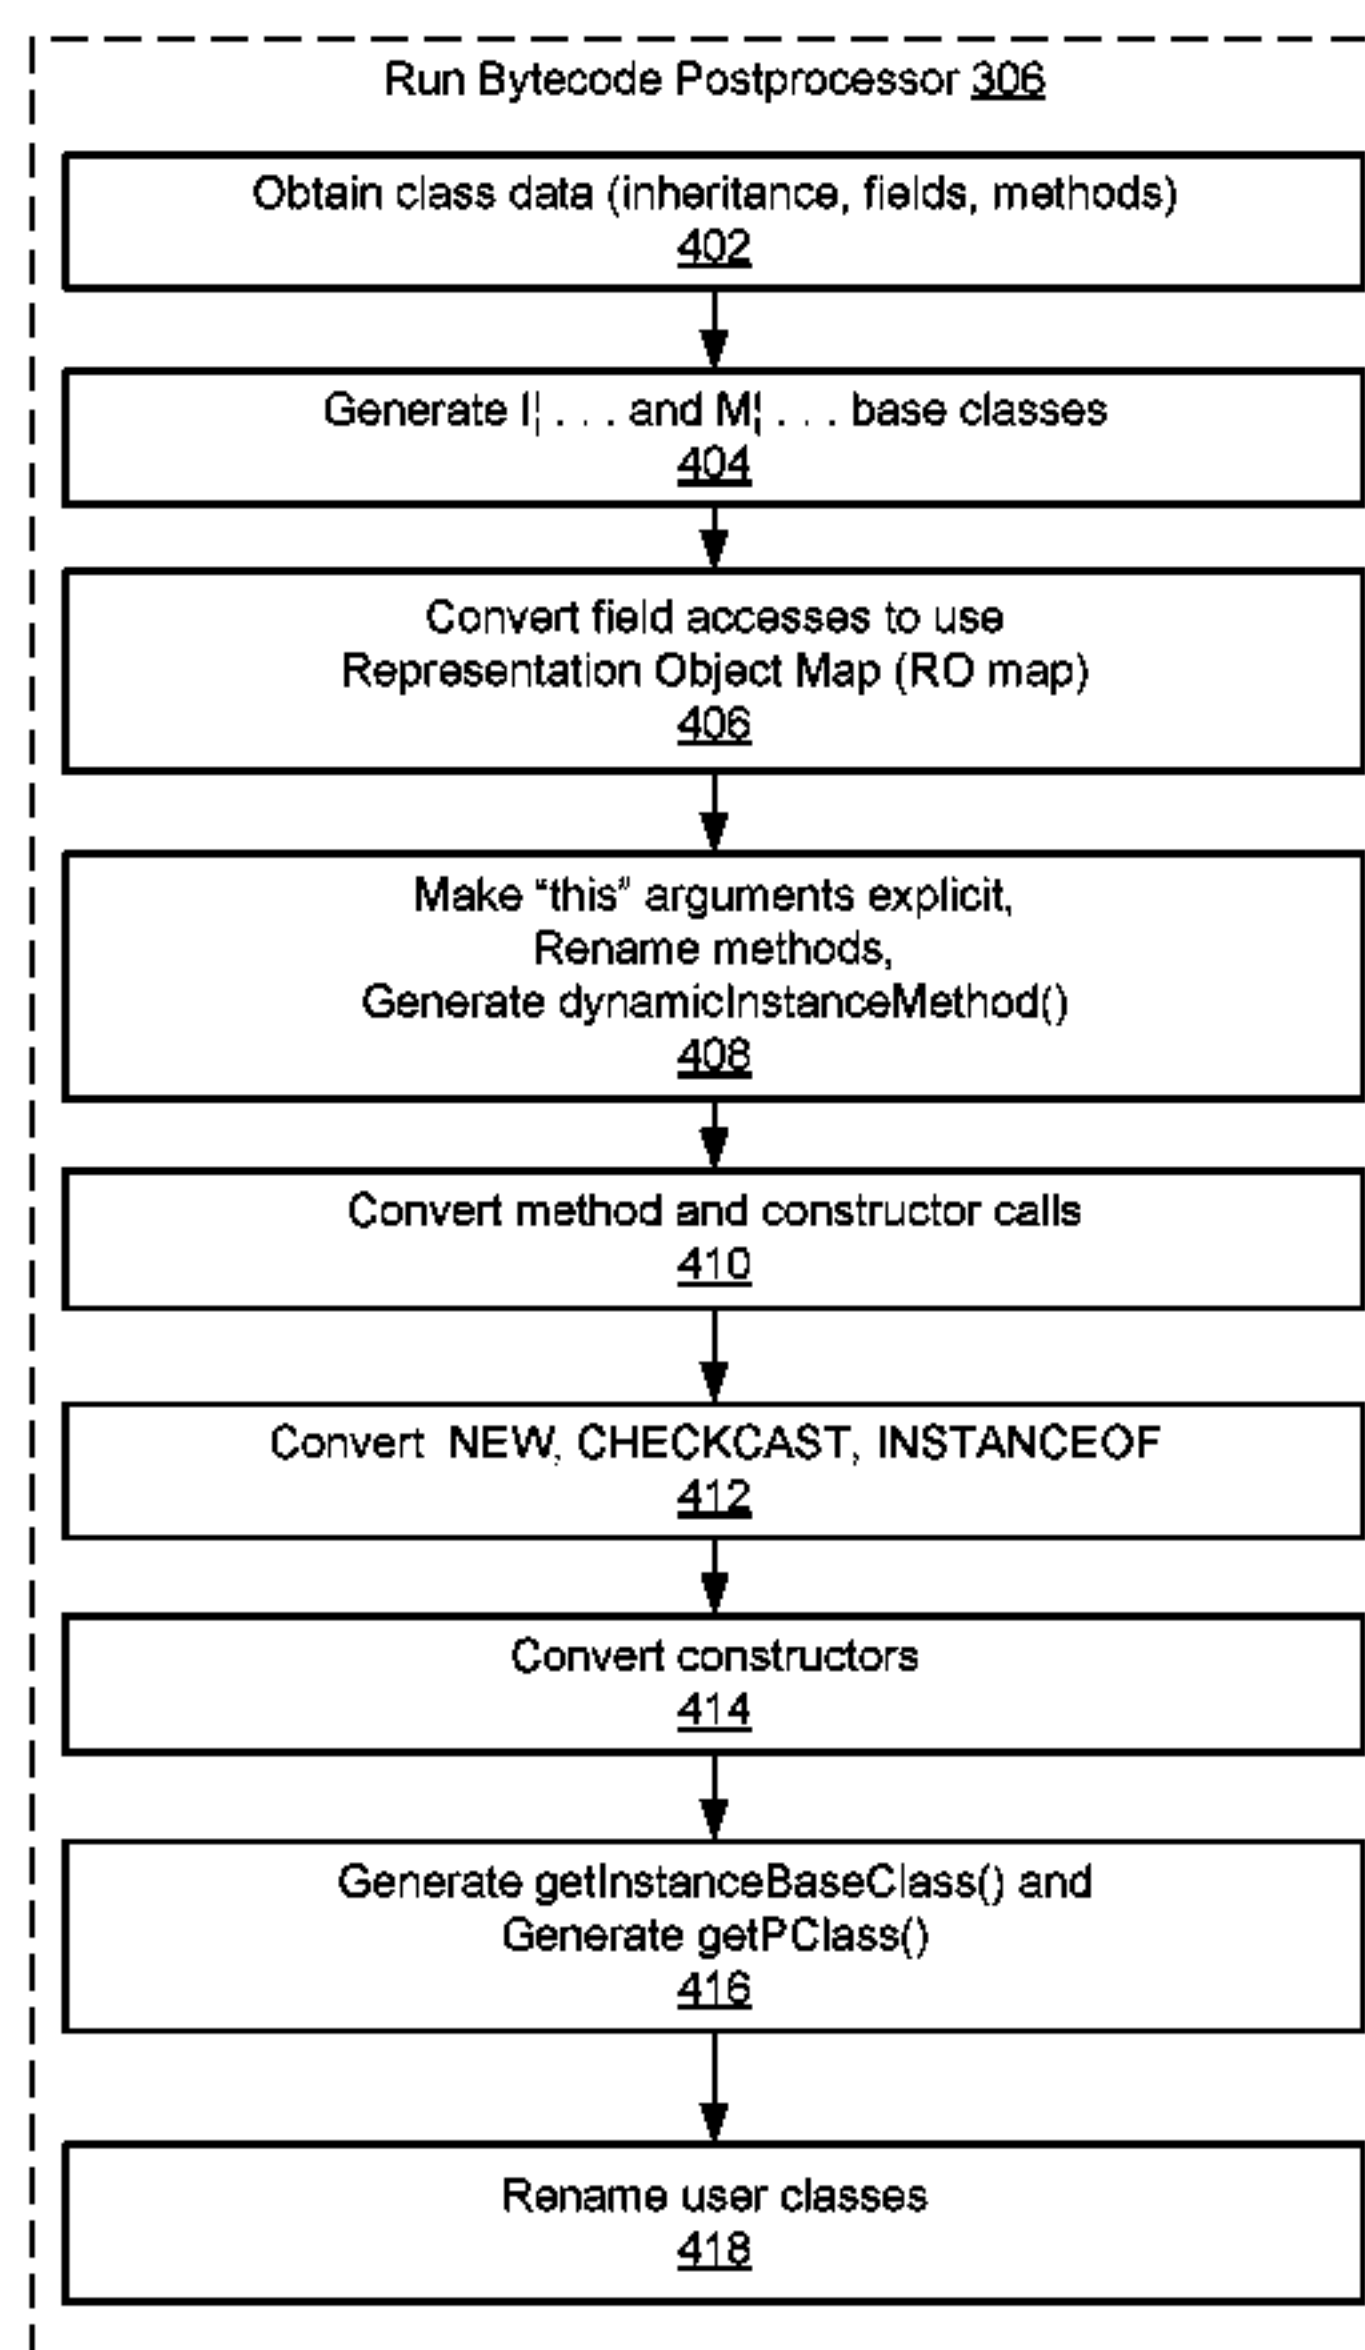 Run Bytecode Postprocessor 306
Obtain class data (inheritance, fields, methods)
402
Generate I¦ . . . and M¦ . . . base classes
404
Convert field accesses to use
Representation Object Map (RO map)
406
Make “this” arguments explicit,
Rename methods,
Generate dynamicInstanceMethod()
408
Convert method and constructor calls
410
Convert NEW, CHECKCAST, INSTANCEOF
412
Convert constructors
414
Generate getInstanceBaseClass() and
Generate getPClass()
416
Rename user classes
418